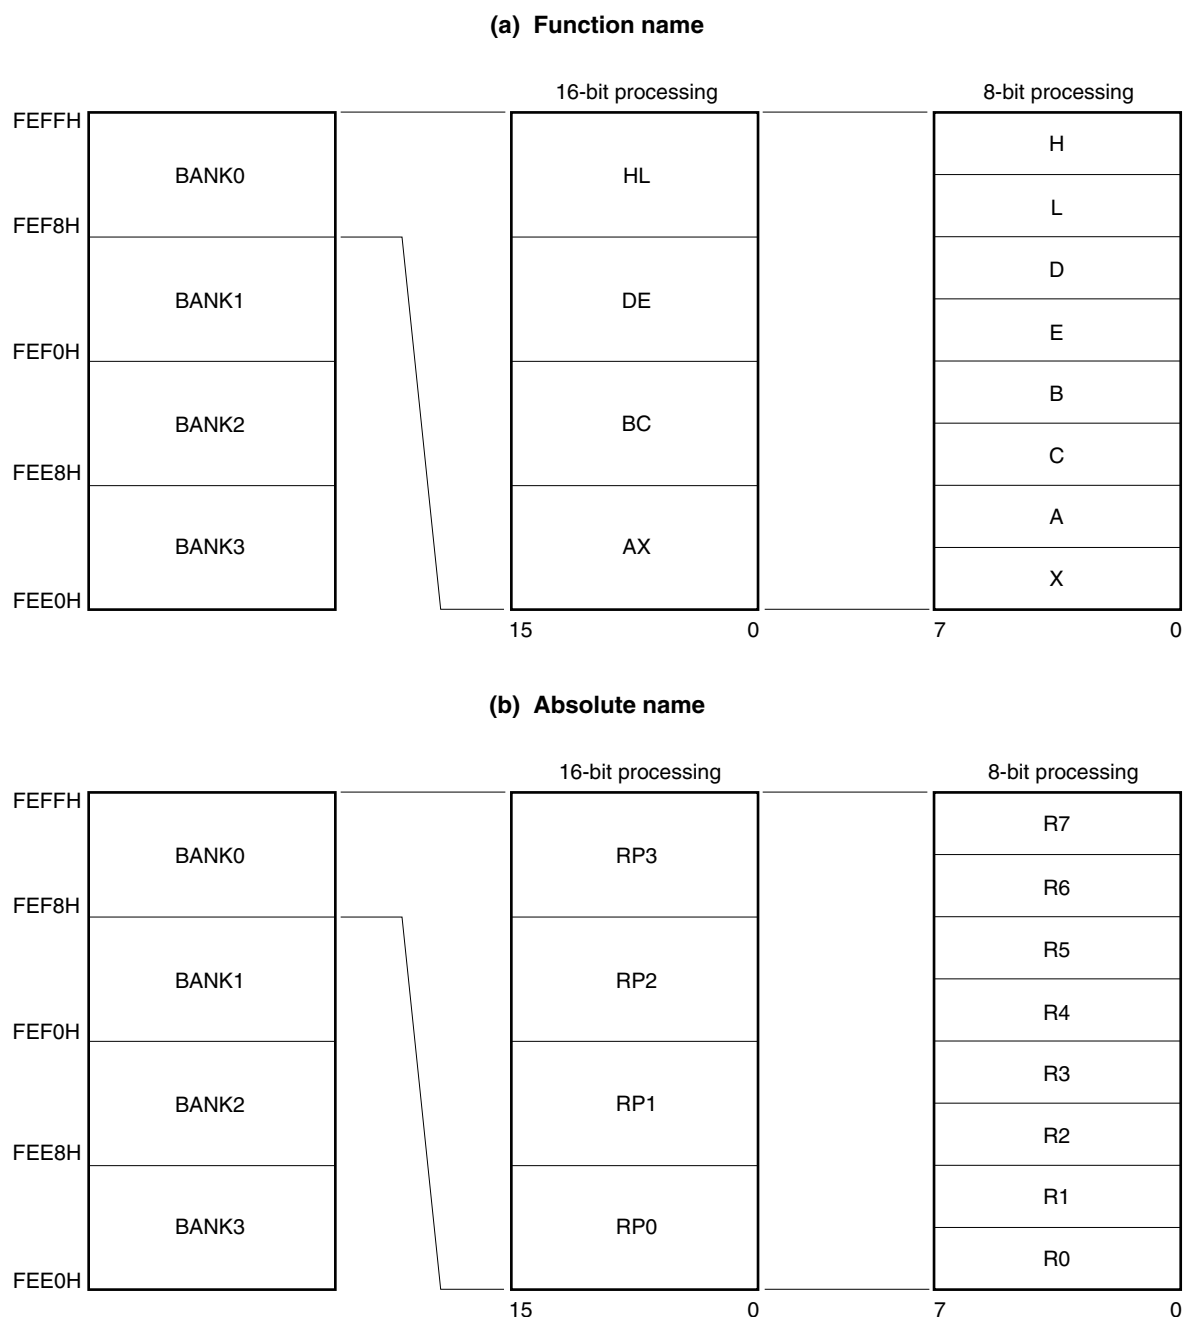 (a) Function name
16-bit processing 8-bit processing
FEFFH
H
BANK0 HL
L
FEF8H
D
BANK1 DE
E
FEF0H
B
BANK2 BC
C
FEE8H
A
BANK3 AX
X
FEE0H
15 0 7 0
(b) Absolute name
16-bit processing 8-bit processing
FEFFH
R7
BANK0 RP3
R6
FEF8H
R5
BANK1 RP2
R4
FEF0H
R3
BANK2 RP1
R2
FEE8H
R1
BANK3 RP0
R0
FEE0H
15 0 7 0